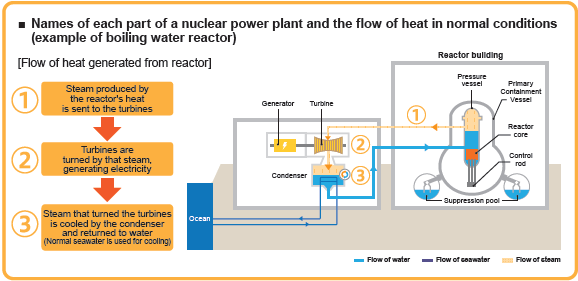 ■ Names of each part of a nuclear power plant and the flow of heat in normal conditions
(example of boiling water reactor)
[Flow of heat generated from reactor]
1
Steam produced by
the reactor's heat
is sent to the turbines
2
Turbines are
turned by that steam,
generating electricity
3
Steam that turned the turbines
is cooled by the condenser
and returned to water
(Normal seawater is used for cooling)
Reactor building
Pressure
vessel
Primary
Containment
Vessel
1
Generator
Turbine
2
Reactor
core
Condenser
3
Control
rod
Suppression pool
Ocean
Flow of water
Flow of seawater
Flow of steam